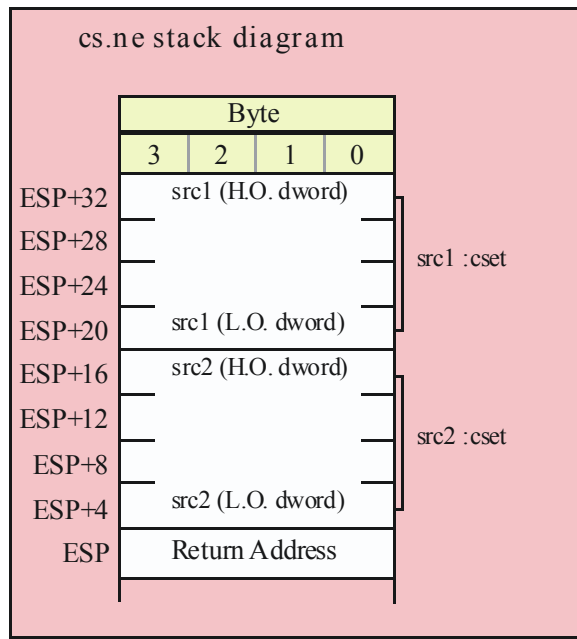 cs.ne stack diagram
Byte
3 2 1 0
ESP+32 src1 (H.O. dword)
ESP+28
ESP+24
src1 :cset
ESP+20 src1 (L.O. dword)
ESP+16 src2 (H.O. dword)
ESP+12
src2 :cset
ESP+8
ESP+4 src2 (L.O. dword)
ESP Return Address